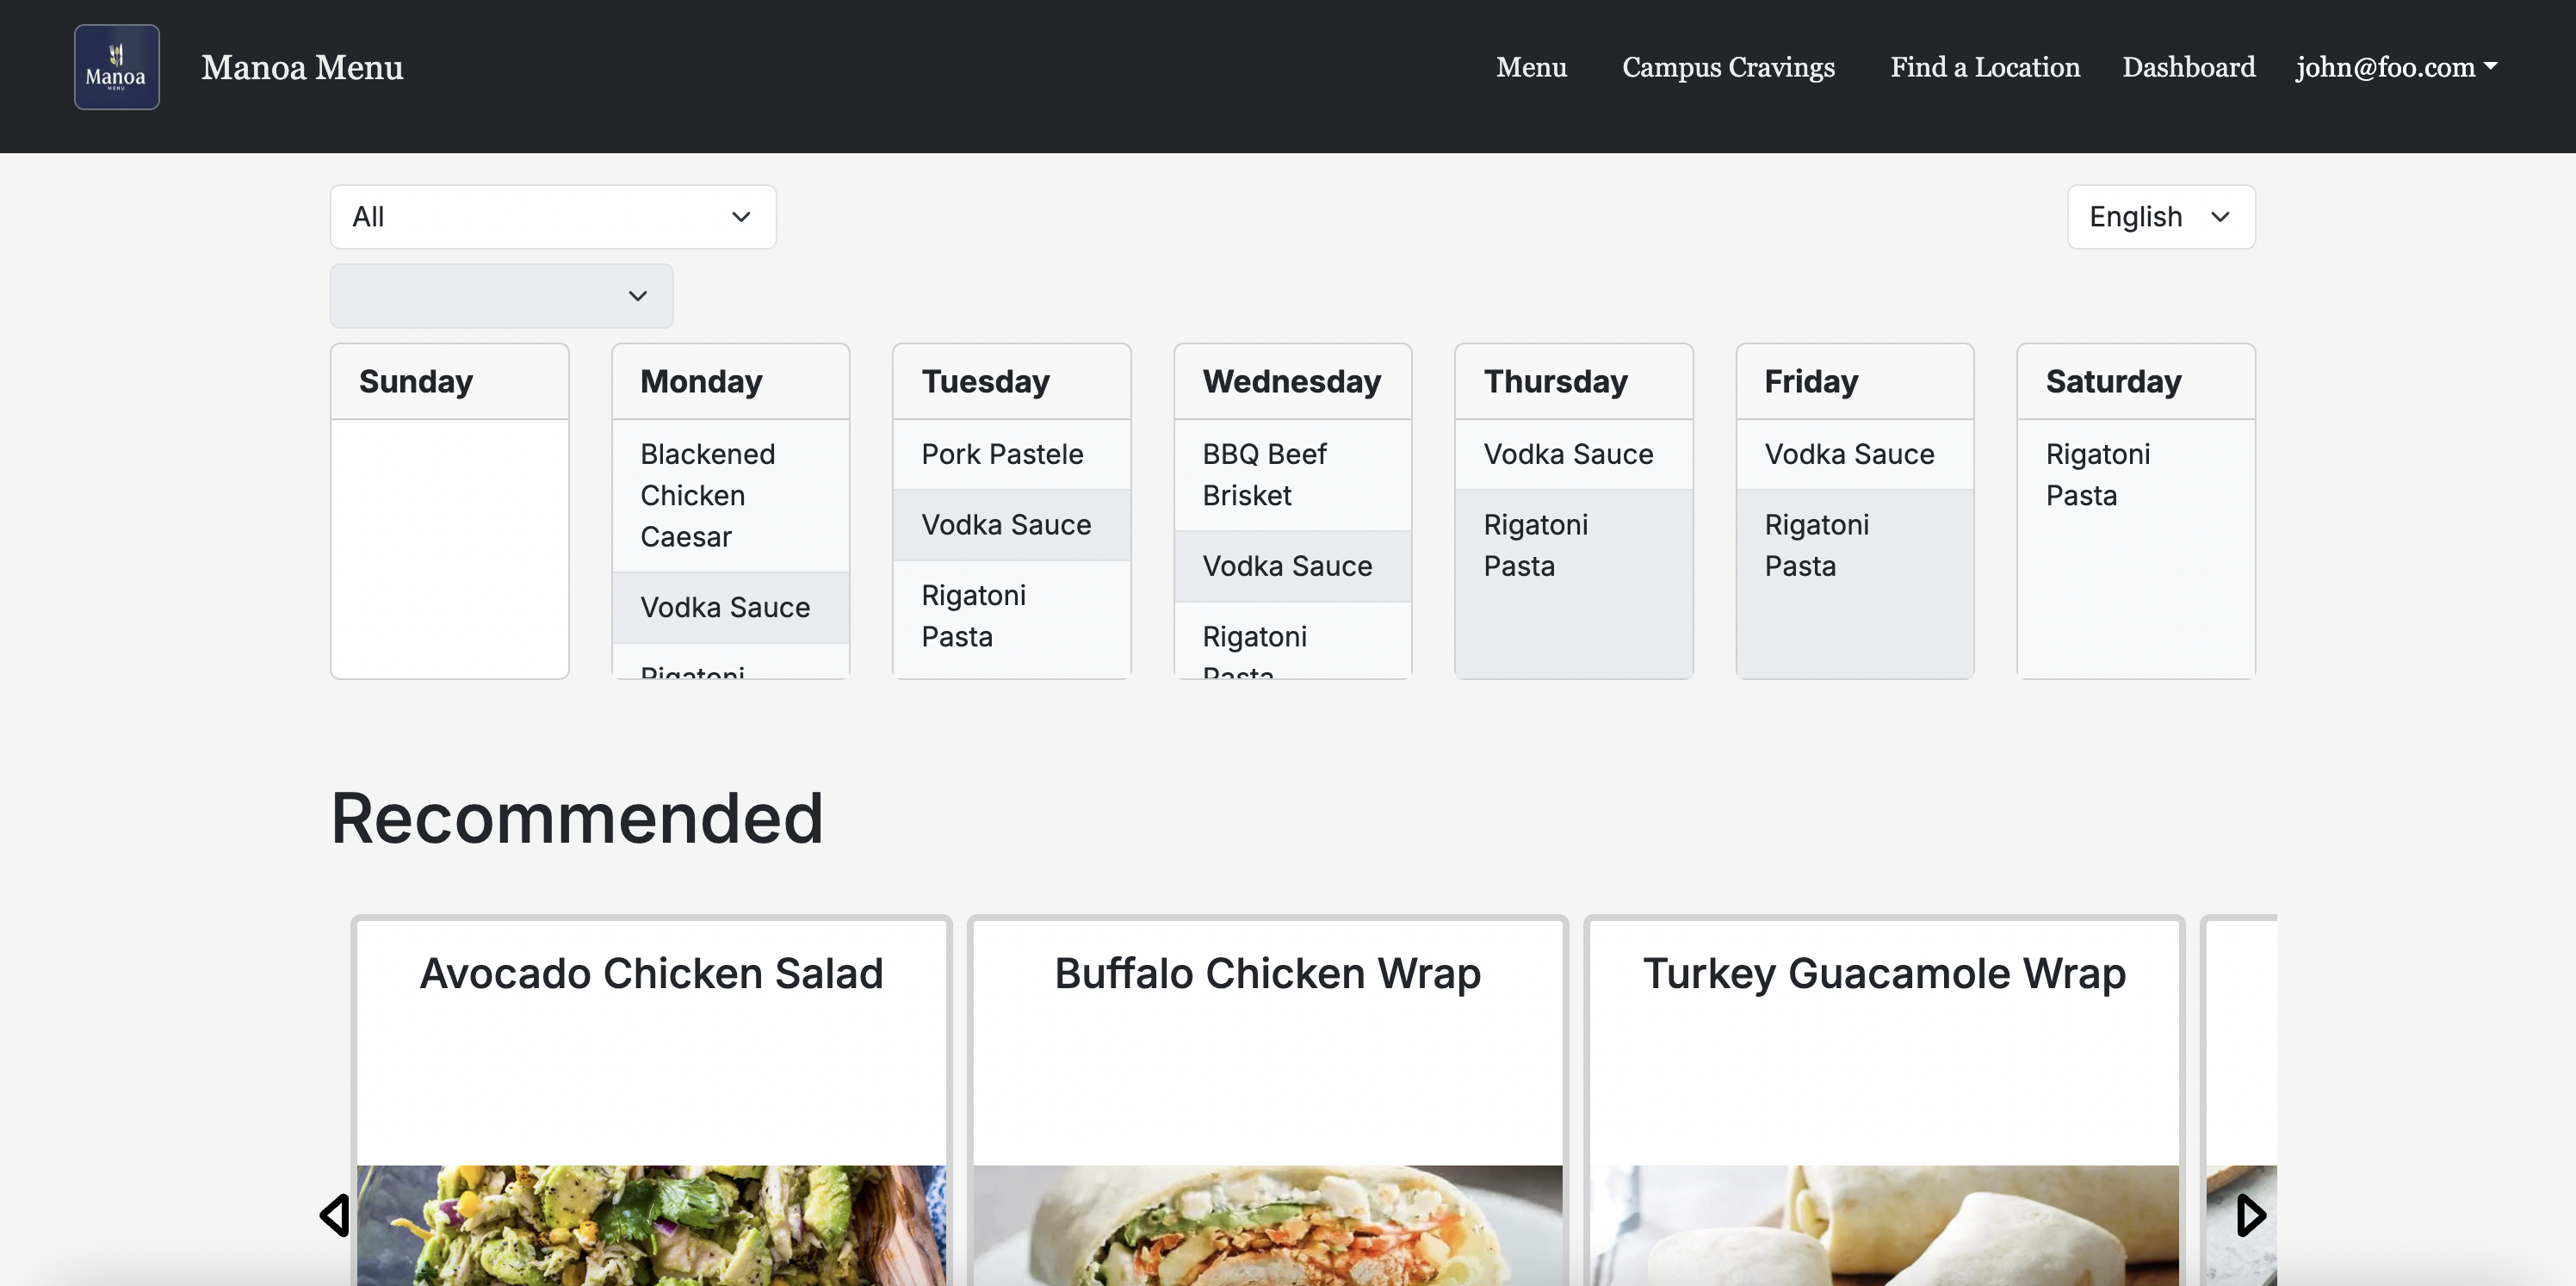 Manoa
MENU
Manoa Menu
Menu
Campus Cravings
Find a Location
Dashboard
john@foo.com
All
English
Sunday
Monday
Blackened
Chicken
Caesar
Vodka Sauce
Rigatoni
Tuesday
Pork Pastele
Vodka Sauce
Rigatoni
Pasta
Wednesday
BBQ Beef
Brisket
Vodka Sauce
Rigatoni
Pasta
Thursday
Vodka Sauce
Rigatoni
Pasta
Friday
Vodka Sauce
Rigatoni
Pasta
Saturday
Rigatoni
Pasta
Recommended
Avocado Chicken Salad
Buffalo Chicken Wrap
Turkey Guacamole Wrap